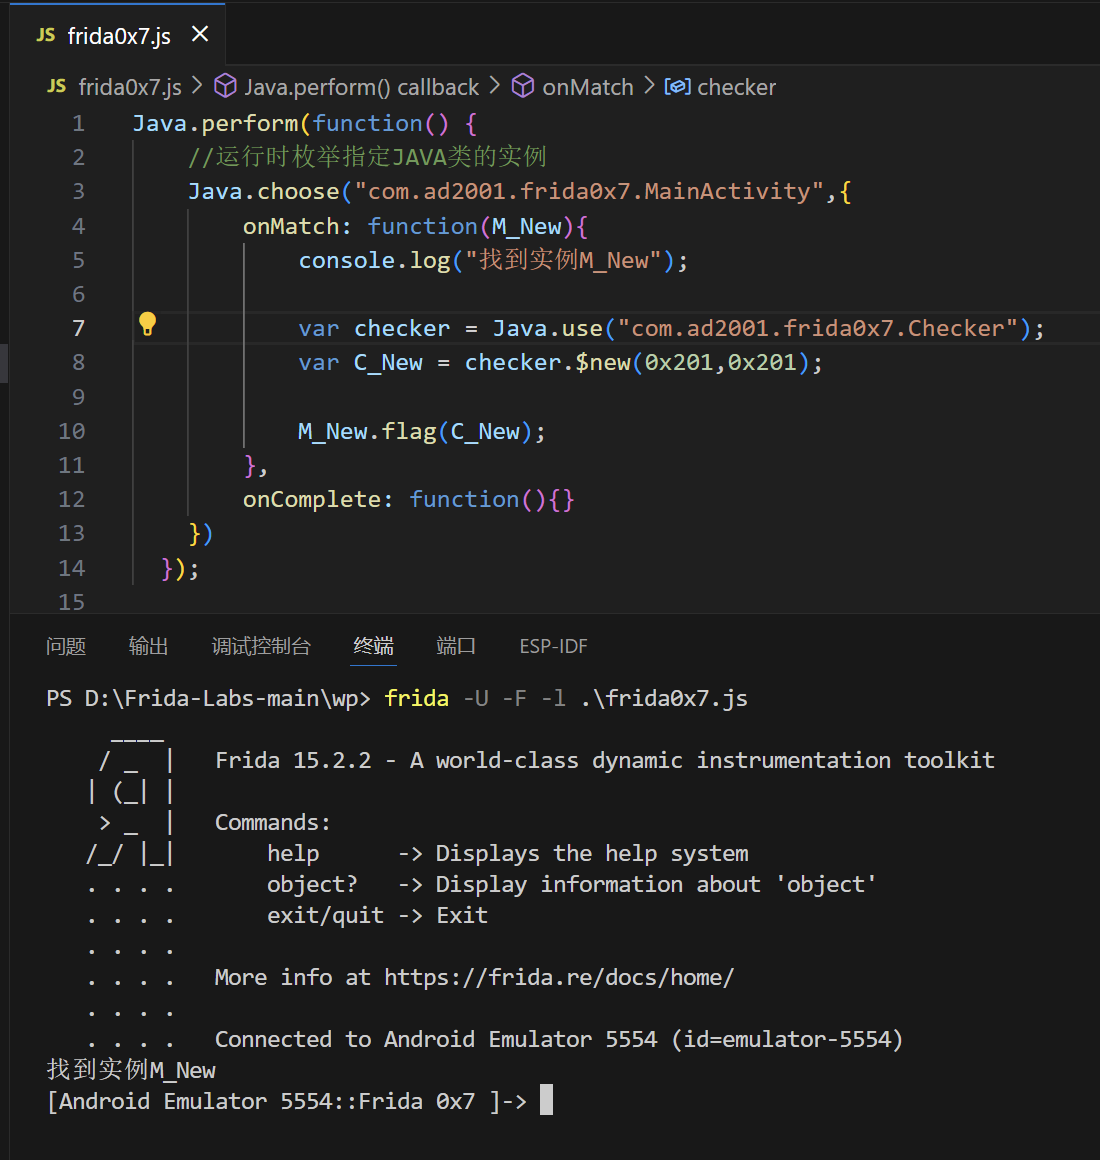 JS frida0x7.js ×
JS frida0x7.js > Java.perform() callback > onMatch > checker
1 Java.perform(function() {
2 //运行时枚举指定JAVA类的实例
3 Java.choose("com.ad2001.frida0x7.MainActivity",{
4 onMatch: function(M_New){
5 console.log("找到实例M_New");
6
7 var checker = Java.use("com.ad2001.frida0x7.Checker");
8 var C_New = checker.$new(0x201,0x201);
9
10 M_New.flag(C_New);
11 },
12 onComplete: function(){}
13 })
14 });
15
问题 输出 调试控制台 终端 端口 ESP-IDF
PS D:\Frida-Labs-main\wp> frida -U -F -l .\frida0x7.js
____
/ _ | Frida 15.2.2 - A world-class dynamic instrumentation toolkit
| (_| |
> _ | Commands:
/_/ |_| help -> Displays the help system
. . . . object? -> Display information about 'object'
. . . . exit/quit -> Exit
. . . .
. . . . More info at https://frida.re/docs/home/
. . . .
. . . . Connected to Android Emulator 5554 (id=emulator-5554)
找到实例M_New
[Android Emulator 5554::Frida 0x7 ]->